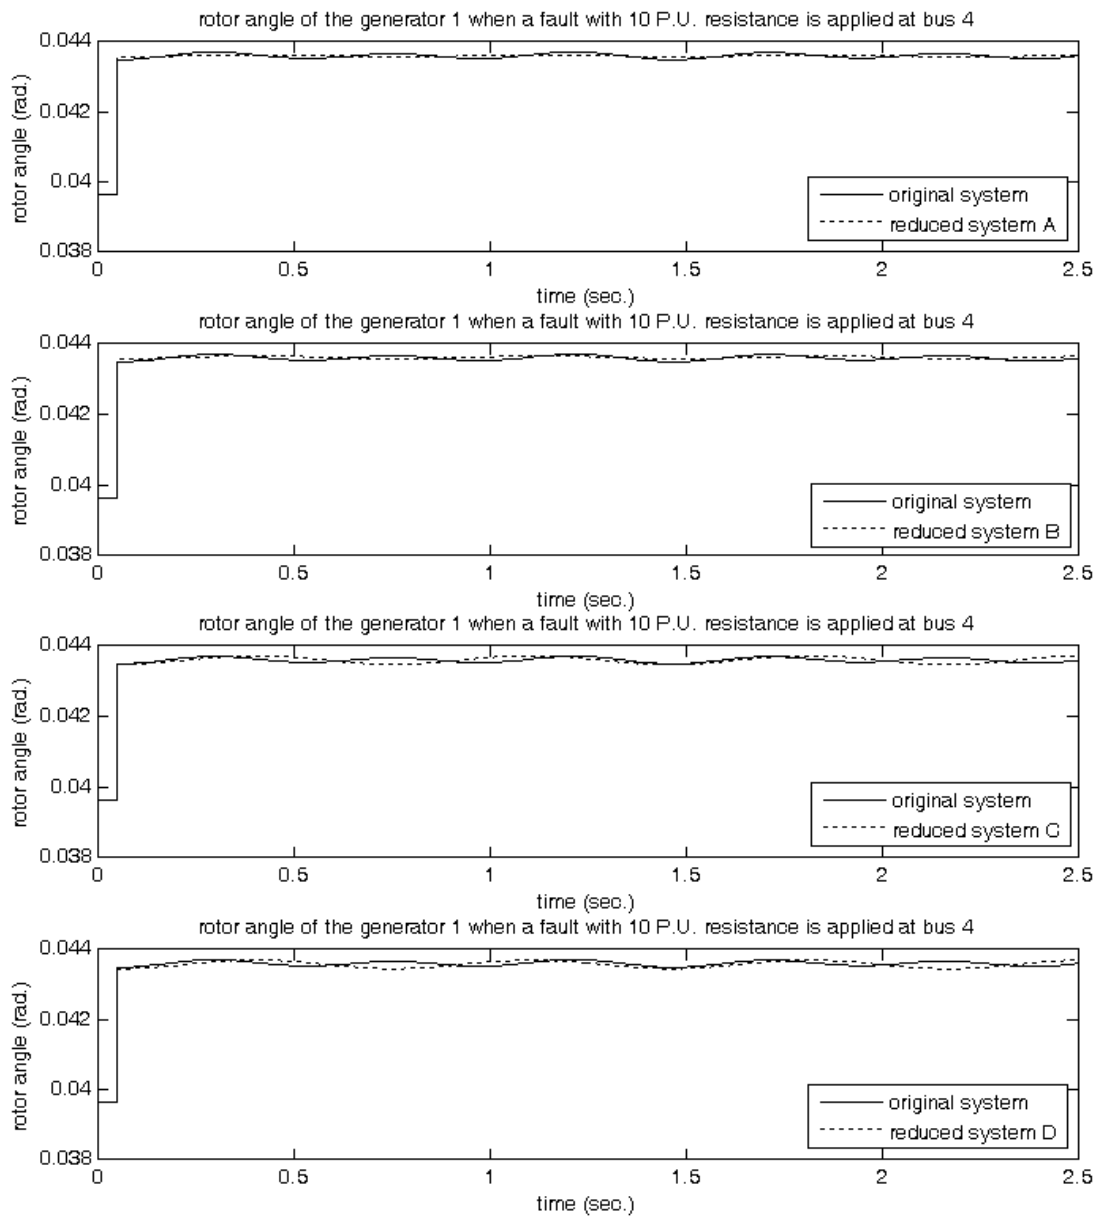 rotor angle of the generator 1 when a fault with 10 P.U. resistance is applied at bus 4
0.044
0.042
0.04
0.038
rotor angle (rad.)
original system
reduced system A
0 0.5 1 1.5 2 2.5
time (sec.)
rotor angle of the generator 1 when a fault with 10 P.U. resistance is applied at bus 4
0.044
0.042
0.04
0.038
rotor angle (rad.)
original system
reduced system B
0 0.5 1 1.5 2 2.5
time (sec.)
rotor angle of the generator 1 when a fault with 10 P.U. resistance is applied at bus 4
0.044
0.042
0.04
0.038
rotor angle (rad.)
original system
reduced system C
0 0.5 1 1.5 2 2.5
time (sec.)
rotor angle of the generator 1 when a fault with 10 P.U. resistance is applied at bus 4
0.044
0.042
0.04
0.038
rotor angle (rad.)
original system
reduced system D
0 0.5 1 1.5 2 2.5
time (sec.)